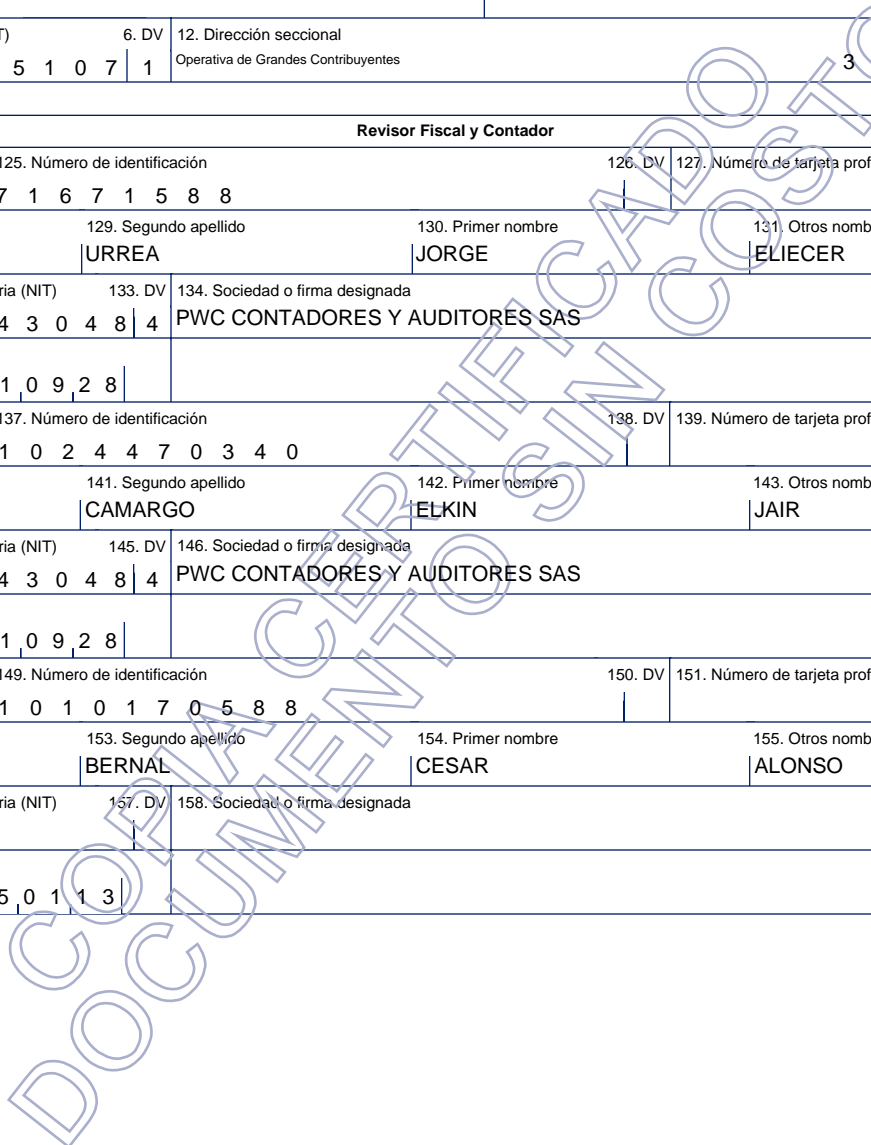 T) 6. DV 12. Dirección seccional
5 1 0 7 1 Operativa de Grandes Contribuyentes 3
Revisor Fiscal y Contador
125. Número de identificación 126. DV 127. Número de tarjeta prof
7 1 6 7 1 5 8 8
129. Segundo apellido 130. Primer nombre 131. Otros nomb
URREA JORGE ELIECER
ria (NIT) 133. DV 134. Sociedad o firma designada
4 3 0 4 8 4 PWC CONTADORES Y AUDITORES SAS
1 0 9 2 8
137. Número de identificación 138. DV 139. Número de tarjeta prof
1 0 2 4 4 7 0 3 4 0
141. Segundo apellido 142. Primer nombre 143. Otros nomb
CAMARGO ELKIN JAIR
ria (NIT) 145. DV 146. Sociedad o firma designada
4 3 0 4 8 4 PWC CONTADORES Y AUDITORES SAS
1 0 9 2 8
149. Número de identificación 150. DV 151. Número de tarjeta prof
1 0 1 0 1 7 0 5 8 8
153. Segundo apellido 154. Primer nombre 155. Otros nomb
BERNAL CESAR ALONSO
ria (NIT) 157. DV 158. Sociedad o firma designada
5 0 1 1 3
COPIA CERTIFICADO
DOCUMENTO SIN COSTO